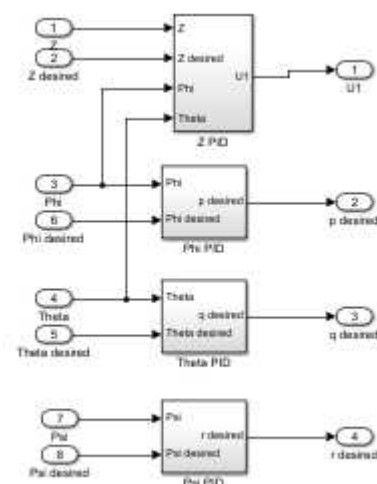 1
Z
Z
2
Z desired
Z desired
U1
1
U1
Phi
Theta
Z PID
3
Phi
Phi
p desired
2
p desired
6
Phi desired
Phi desired
Phi PID
4
Theta
Theta
q desired
3
q desired
5
Theta desired
Theta desired
Theta PID
7
Psi
Psi
r desired
4
r desired
8
Psi desired
Psi desired
Psi PID